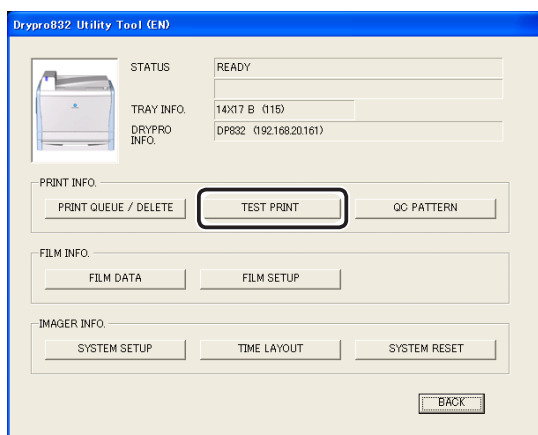 Drypro832 Utility Tool (EN)
STATUS READY
TRAY INFO. 14X17 B (115)
DRYPRO INFO. DP832 (192.168.20.161)
PRINT INFO.
PRINT QUEUE / DELETE TEST PRINT QC PATTERN
FILM INFO.
FILM DATA FILM SETUP
IMAGER INFO.
SYSTEM SETUP TIME LAYOUT SYSTEM RESET
BACK